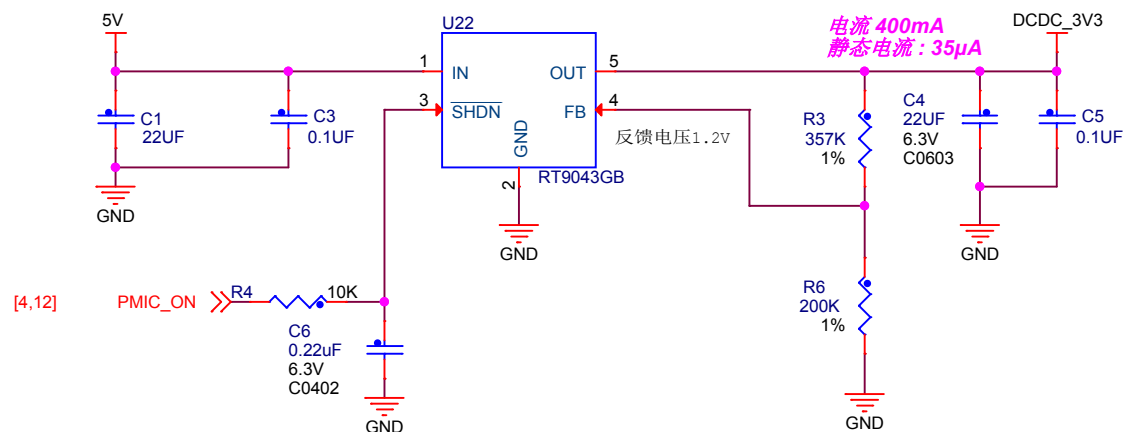 5V
U22
电流 400mA
静态电流 : 35µA
DCDC_3V3
1
IN
OUT
5
3
SHDN
FB
4
GND
2
RT9043GB
反馈电压1.2V
C1
22UF
C3
0.1UF
R3
357K
1%
C4
22UF
6.3V
C0603
C5
0.1UF
GND
GND
GND
[4,12]
PMIC_ON
R4
10K
C6
0.22uF
6.3V
C0402
R6
200K
1%
GND
GND